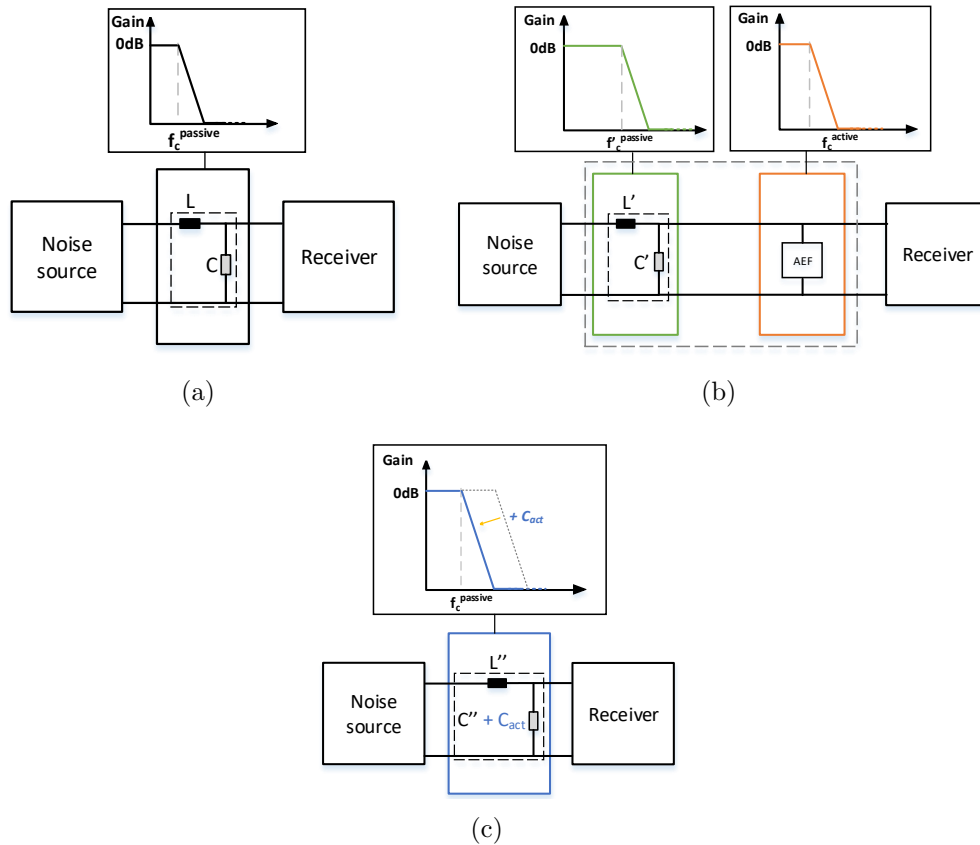 Gain
0dB
f_c^passive
L
C
Noise source
Receiver
(a)
Gain
0dB
f'_c^passive
Gain
0dB
f_c^active
L'
C'
AEF
Noise source
Receiver
(b)
Gain
0dB
+ C_act
f_c^passive
L''
C'' + C_act
Noise source
Receiver
(c)